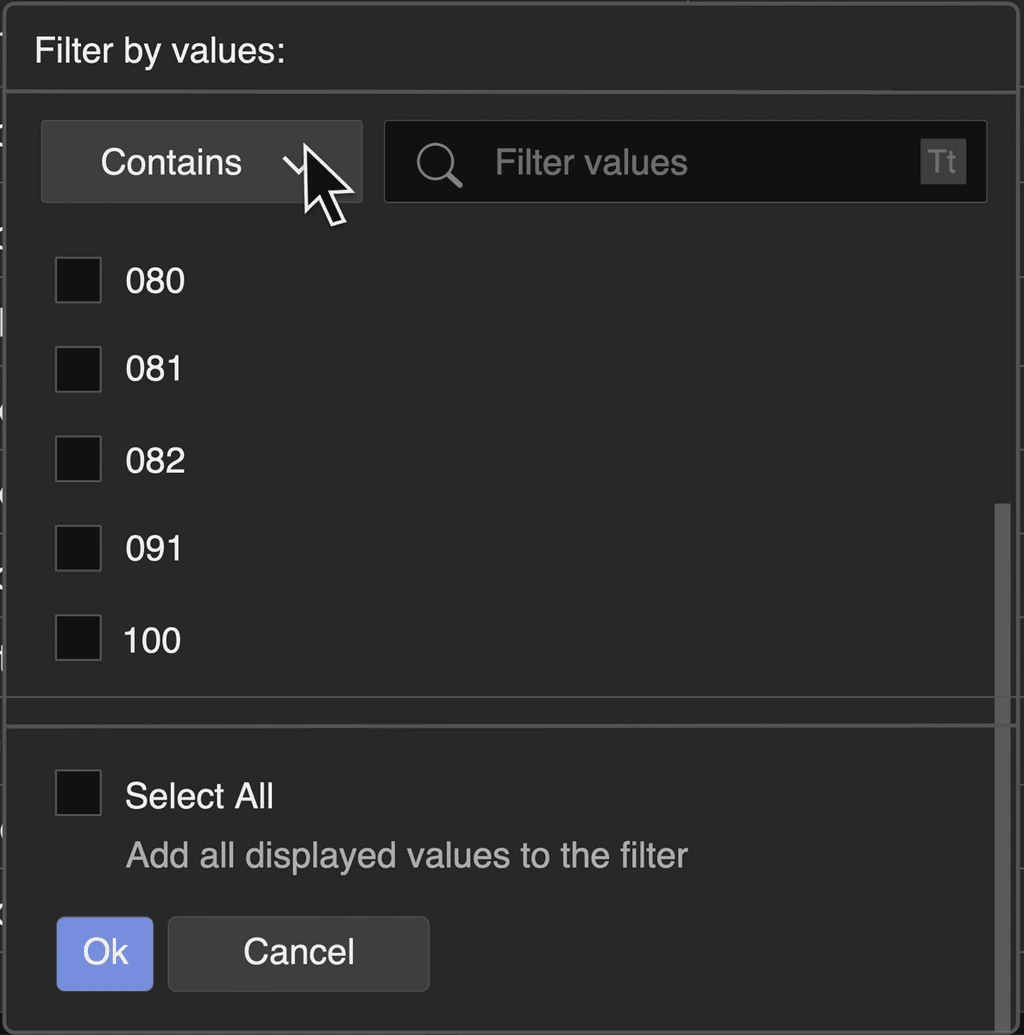 Filter by values:
Contains
Filter values
Tt
080
081
082
091
100
Select All
Add all displayed values to the filter
Ok
Cancel